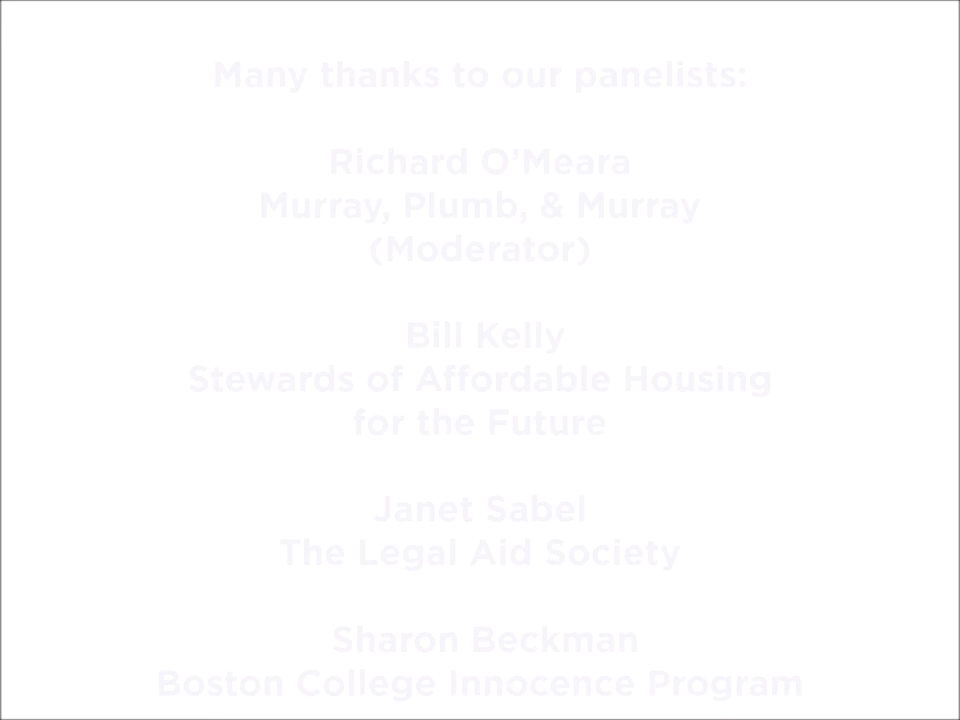 Many thanks to our panelists:
Richard O’Meara
Murray, Plumb, & Murray
(Moderator)
Bill Kelly
Stewards of Affordable Housing
for the Future
Janet Sabel
The Legal Aid Society
Sharon Beckman
Boston College Innocence Program